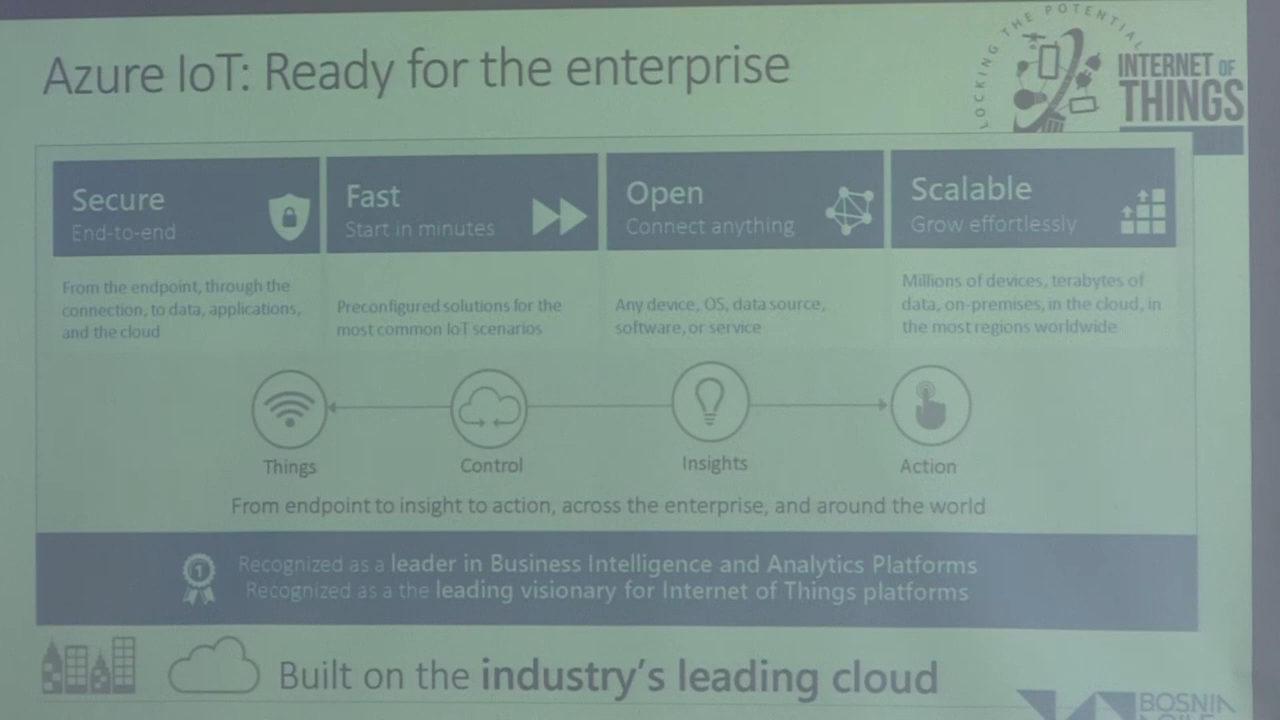 Azure IoT: Ready for the enterprise
LOCKING THE POTENTIAL
INTERNET OF
THINGS
Secure
End-to-end
Fast
Start in minutes
Open
Connect anything
Scalable
Grow effortlessly
From the endpoint, through the
connection, to data, applications,
and the cloud
Preconfigured solutions for the
most common IoT scenarios
Any device, OS, data source,
software, or service
Millions of devices, terabytes of
data, on-premises, in the cloud, in
the most regions worldwide
Things
Control
Insights
Action
From endpoint to insight to action, across the enterprise, and around the world
1
Recognized as a leader in Business Intelligence and Analytics Platforms
Recognized as a the leading visionary for Internet of Things platforms
Built on the industry's leading cloud
BOSNIA